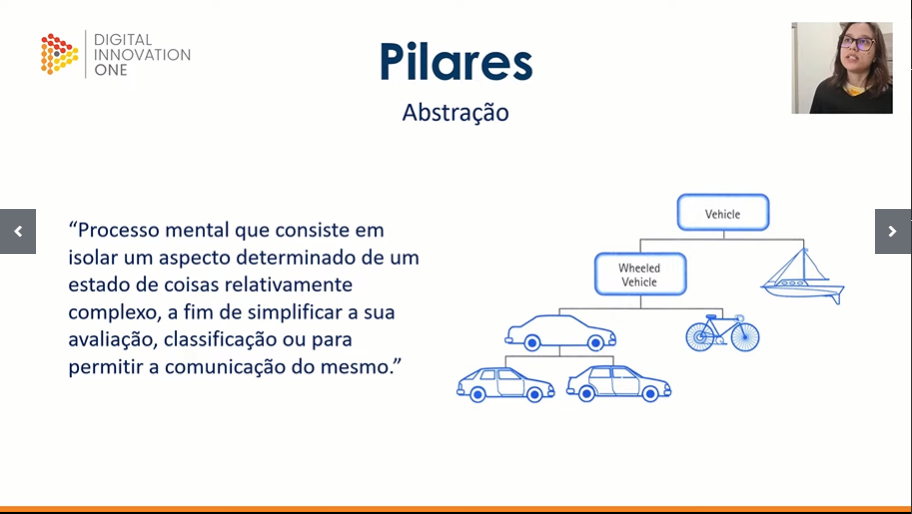 DIGITAL
INNOVATION
ONE
Pilares
Abstração
“Processo mental que consiste em
isolar um aspecto determinado de um
estado de coisas relativamente
complexo, a fim de simplificar a sua
avaliação, classificação ou para
permitir a comunicação do mesmo.”
Vehicle
Wheeled
Vehicle